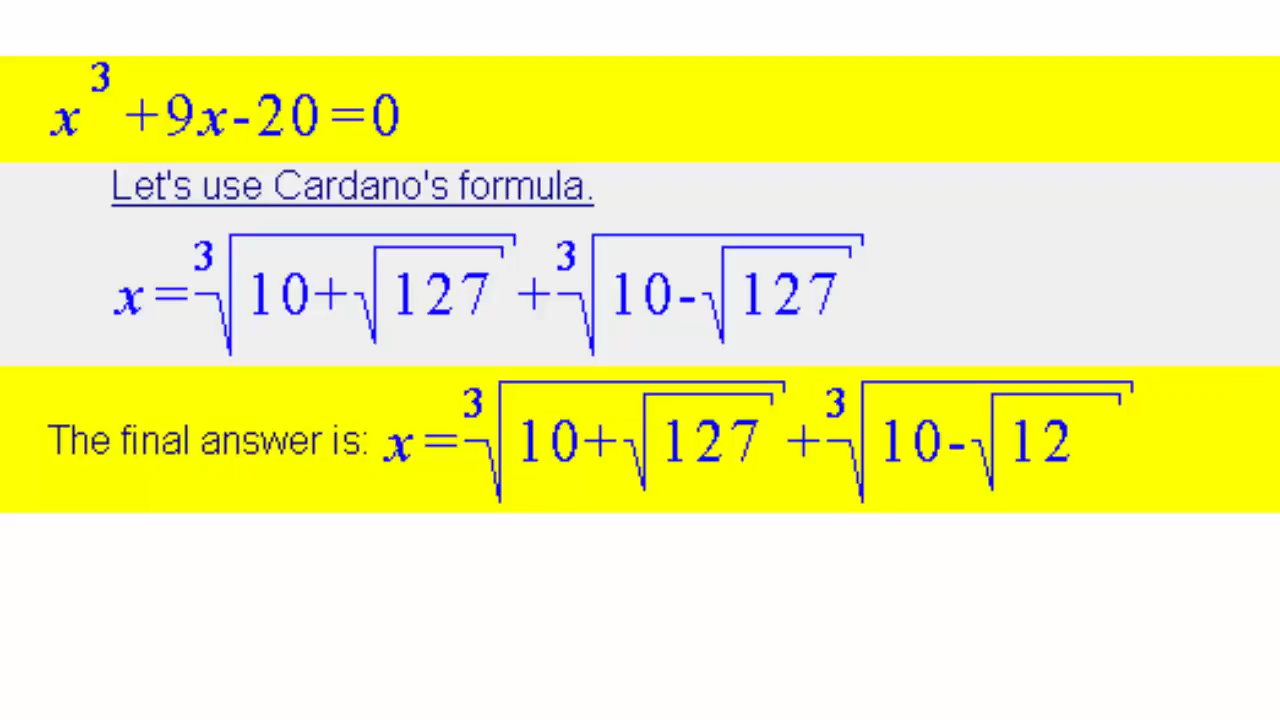 x³+9x-20=0
Let's use Cardano's formula.
x=∛(10+√127)+∛(10-√127)
The final answer is: x=∛(10+√127)+∛(10-√12)